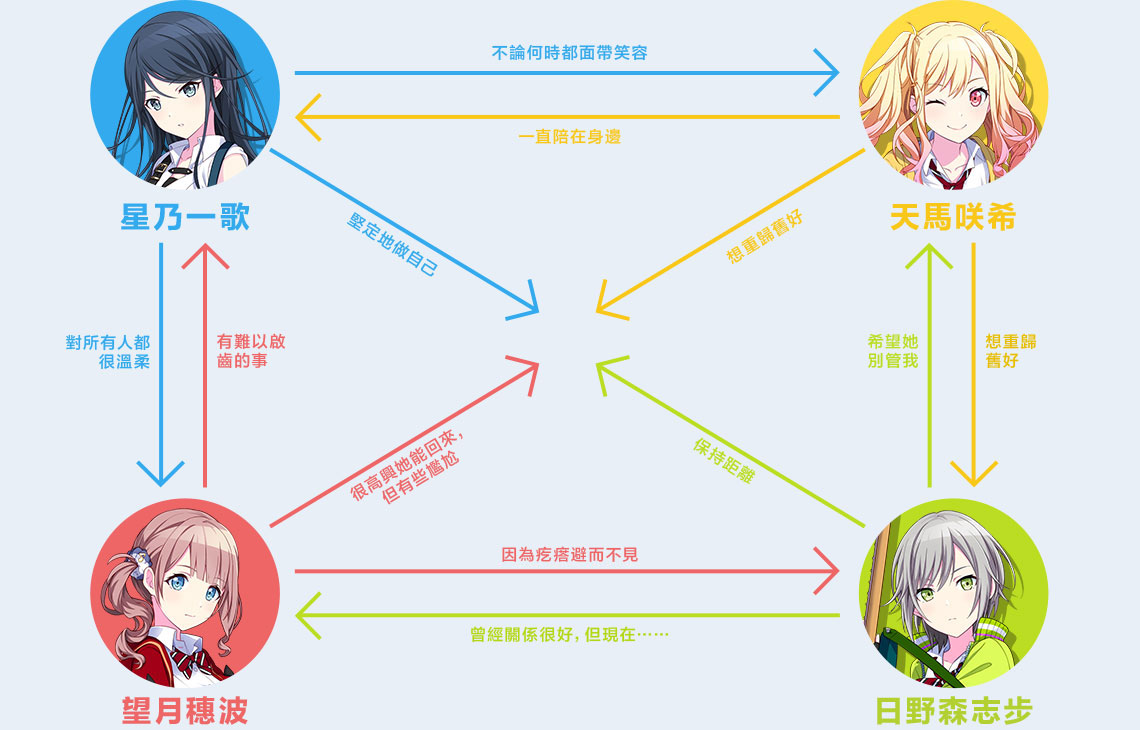 不論何時都面帶笑容
一直陪在身邊
星乃一歌
天馬咲希
堅定地做自己
想重歸舊好
對所有人都
很溫柔
有難以啟
齒的事
希望她
別管我
想重歸
舊好
很高興她能回來，
但有些尷尬
保持距離
因為疙瘩避而不見
曾經關係很好，但現在……
望月穗波
日野森志步